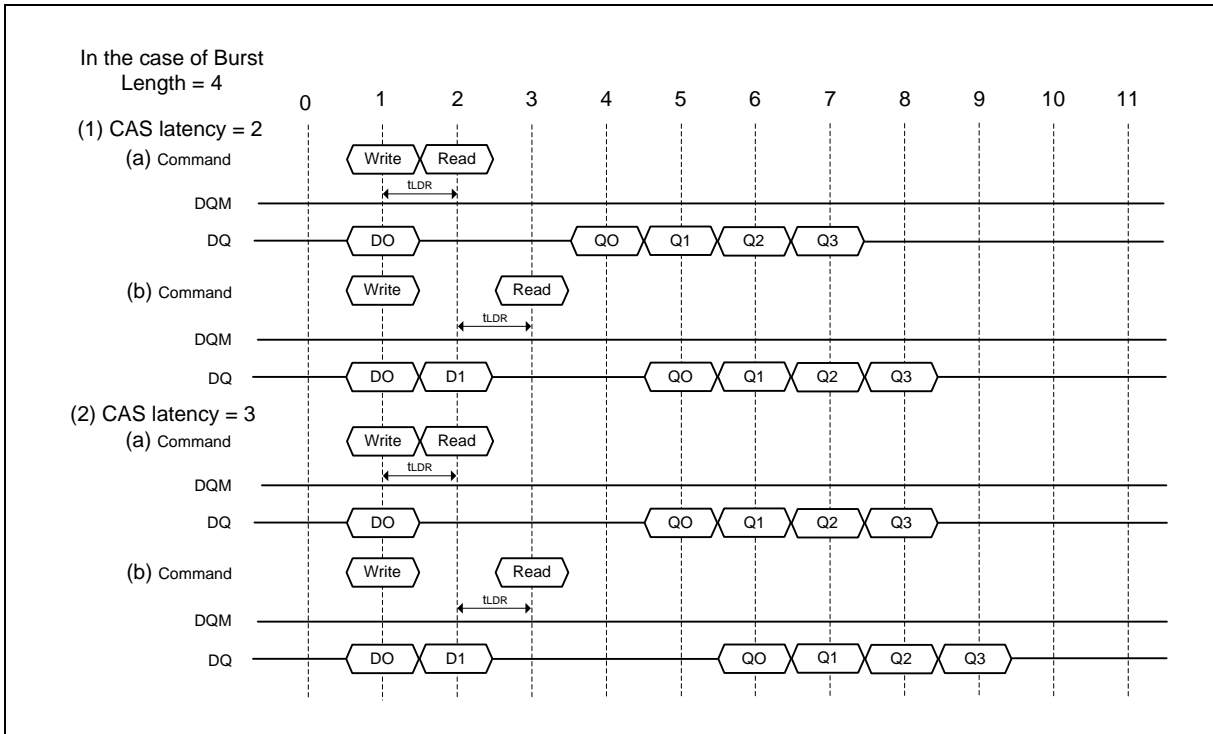 In the case of Burst
Length = 4
0 1 2 3 4 5 6 7 8 9 10 11
(1) CAS latency = 2
(a) Command Write Read
tLDR
DQM
DQ DO QO Q1 Q2 Q3
(b) Command Write Read
tLDR
DQM
DQ DO D1 QO Q1 Q2 Q3
(2) CAS latency = 3
(a) Command Write Read
tLDR
DQM
DQ DO QO Q1 Q2 Q3
(b) Command Write Read
tLDR
DQM
DQ DO D1 QO Q1 Q2 Q3